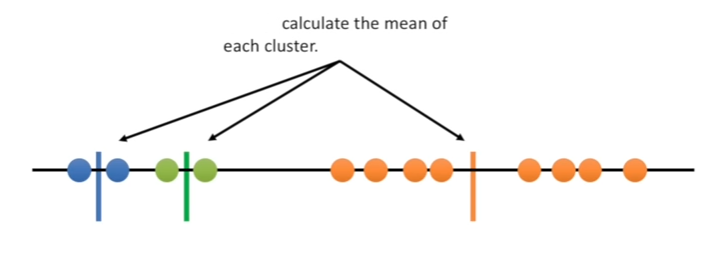 calculate the mean of
each cluster.